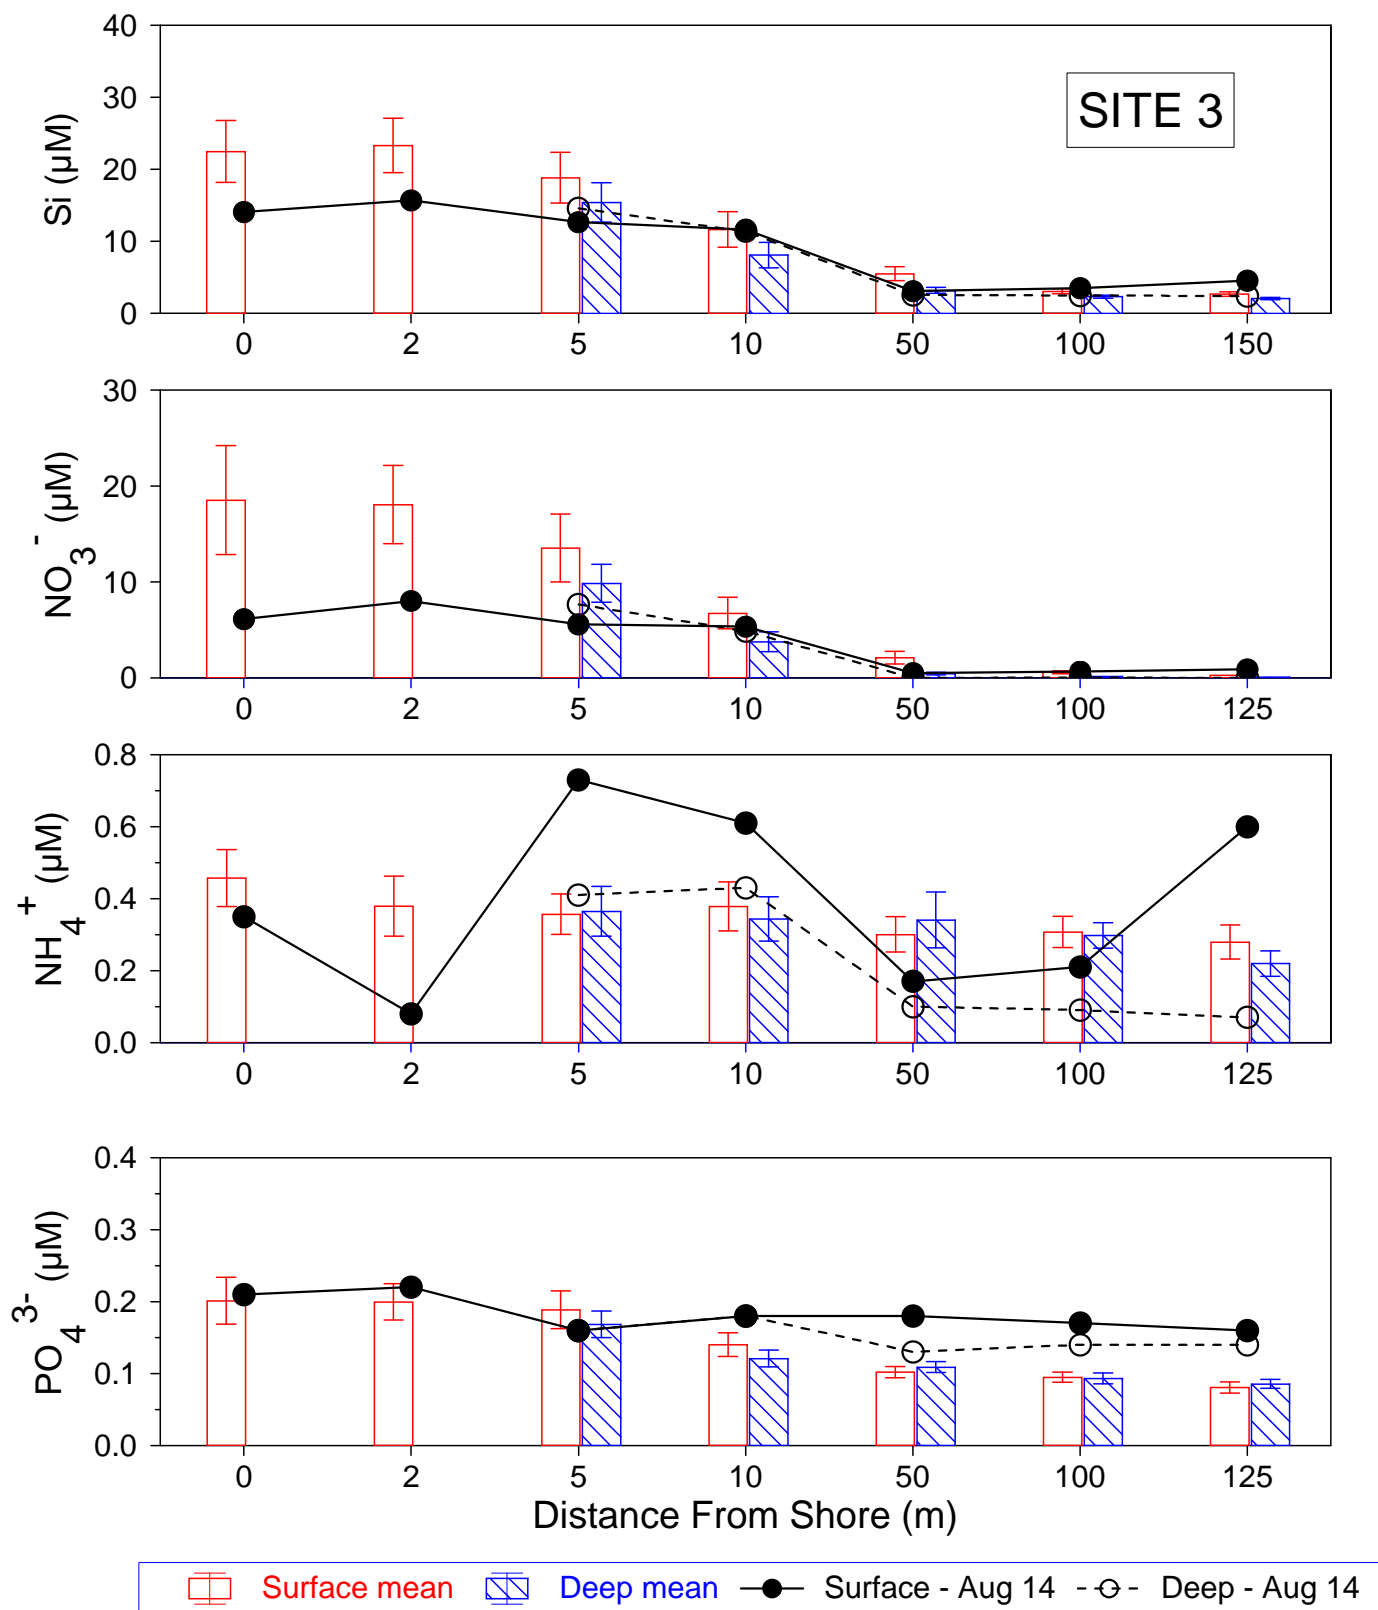 40
30
20
10
0
Si (µM)
SITE 3
0 2 5 10 50 100 150
30
20
10
0
NO3- (µM)
0 2 5 10 50 100 125
0.8
0.6
0.4
0.2
0.0
NH4+ (µM)
0 2 5 10 50 100 125
0.4
0.3
0.2
0.1
0.0
PO43- (µM)
0 2 5 10 50 100 125
Distance From Shore (m)
Surface mean Deep mean Surface - Aug 14 Deep - Aug 14